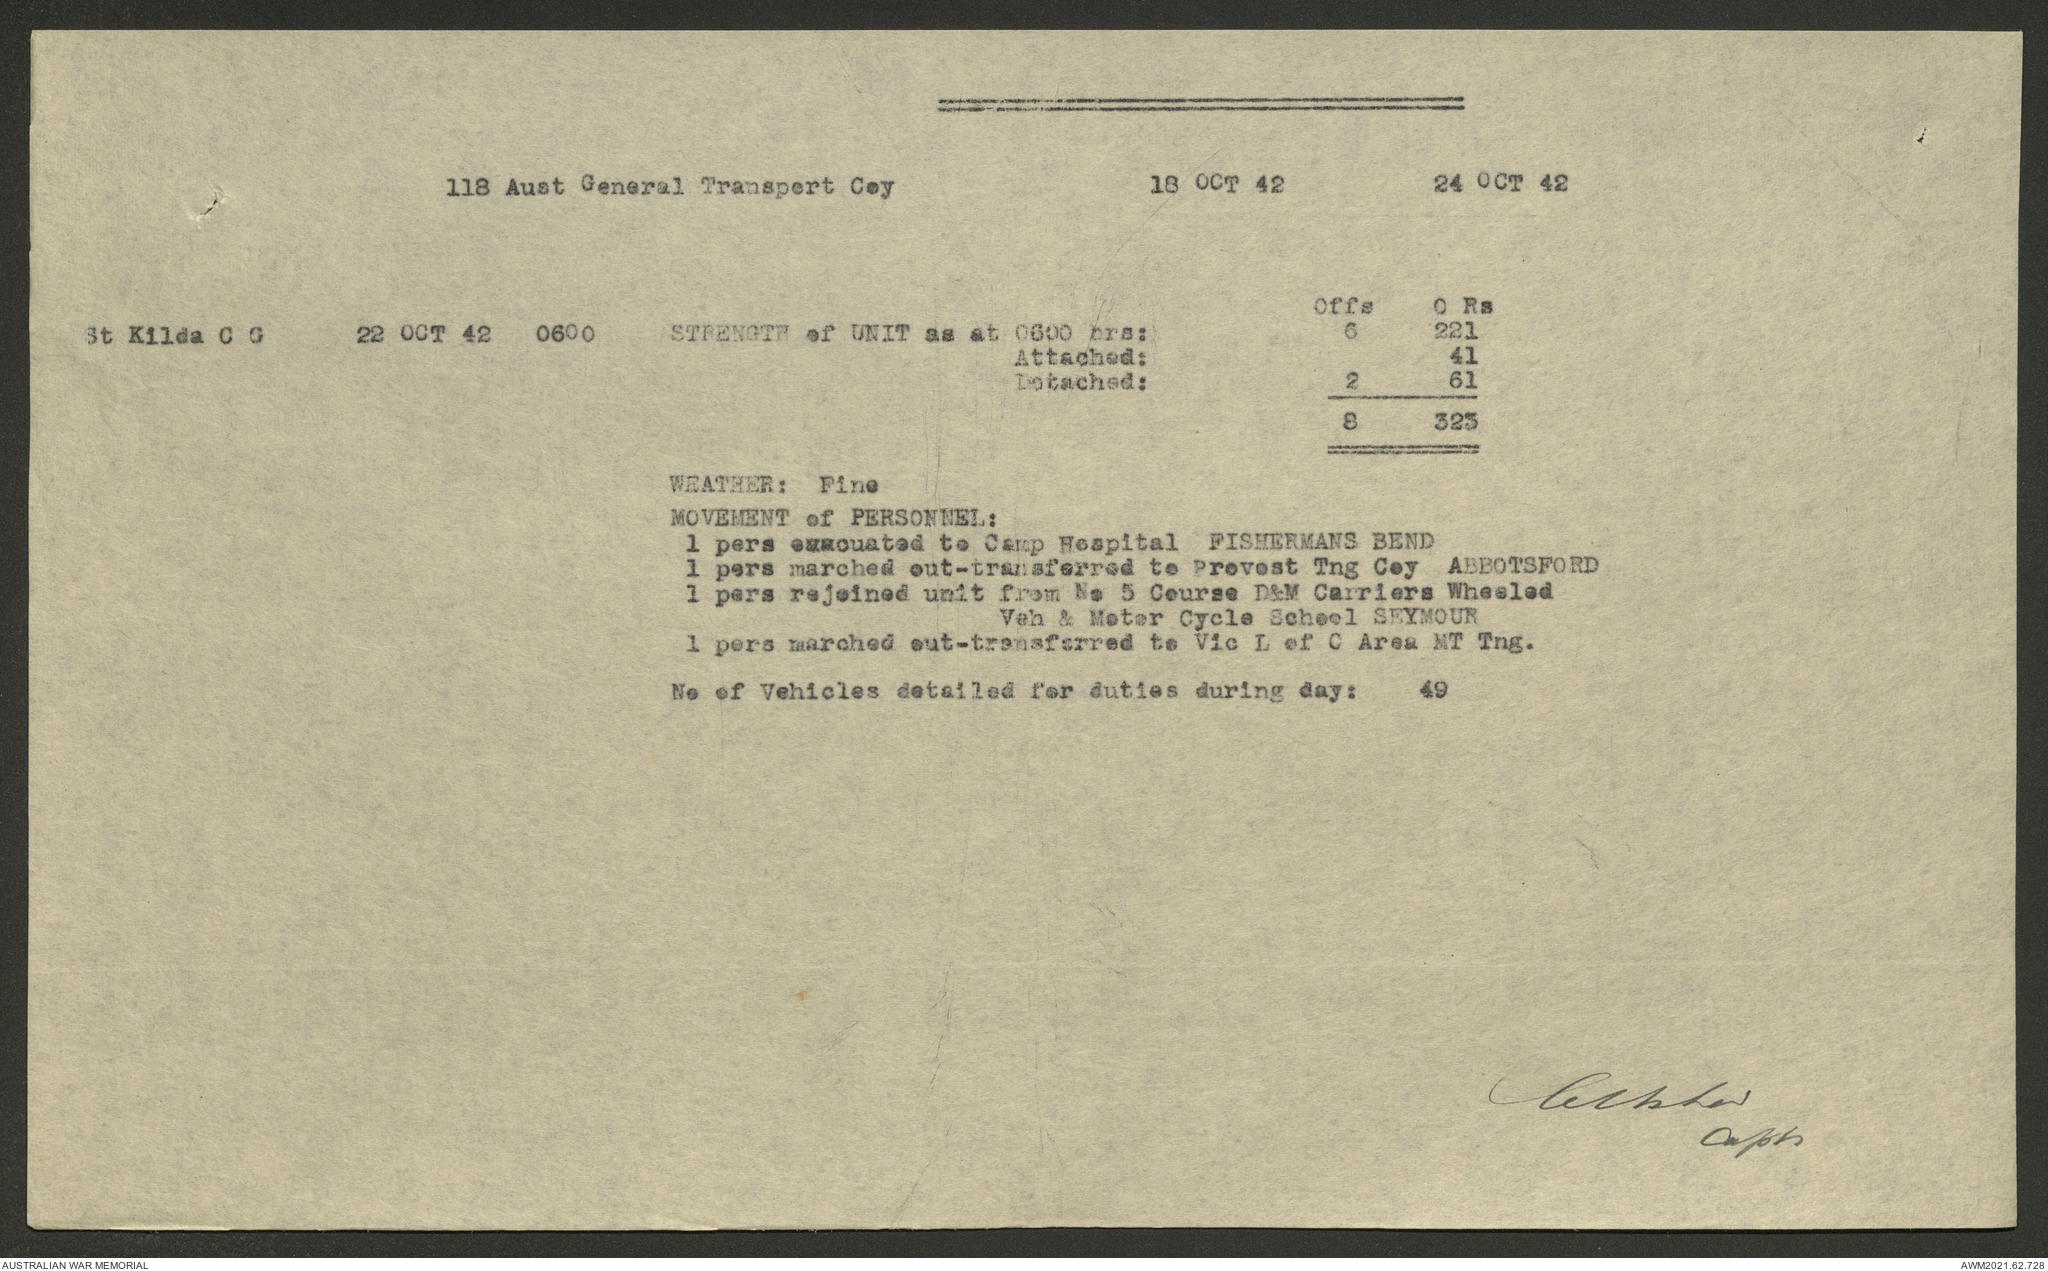 118 Aust General Transport Coy 18 OCT 42 24 OCT 42
Offs O Rs
St Kilda C G 22 OCT 42 0600 STRENGTH of UNIT as at 0600 hrs: 6 221
Attached: 41
Detached: 2 61
8 323
WEATHER: Fine
MOVEMENT of PERSONNEL:
1 pers evacuated to Camp Hospital FISHERMANS BEND
1 pers marched out-transferred to Provost Tng Coy ABBOTSFORD
1 pers rejoined unit from No 5 Course D&M Carriers Wheeled
Veh & Motor Cycle School SEYMOUR
1 pers marched out-transferred to Vic L of C Area MT Tng.
No of Vehicles detailed for duties during day: 49
Capt
AUSTRALIAN WAR MEMORIAL AWM2021.62.728